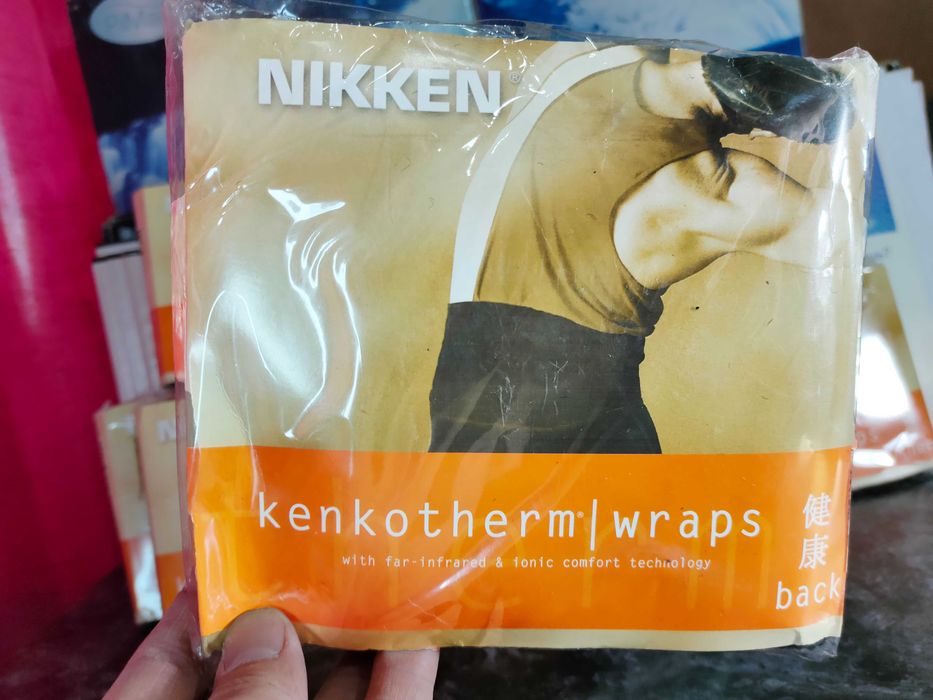 NIKKEN®
kenkotherm®|wraps
with far-infrared & ionic comfort technology
健
康
back